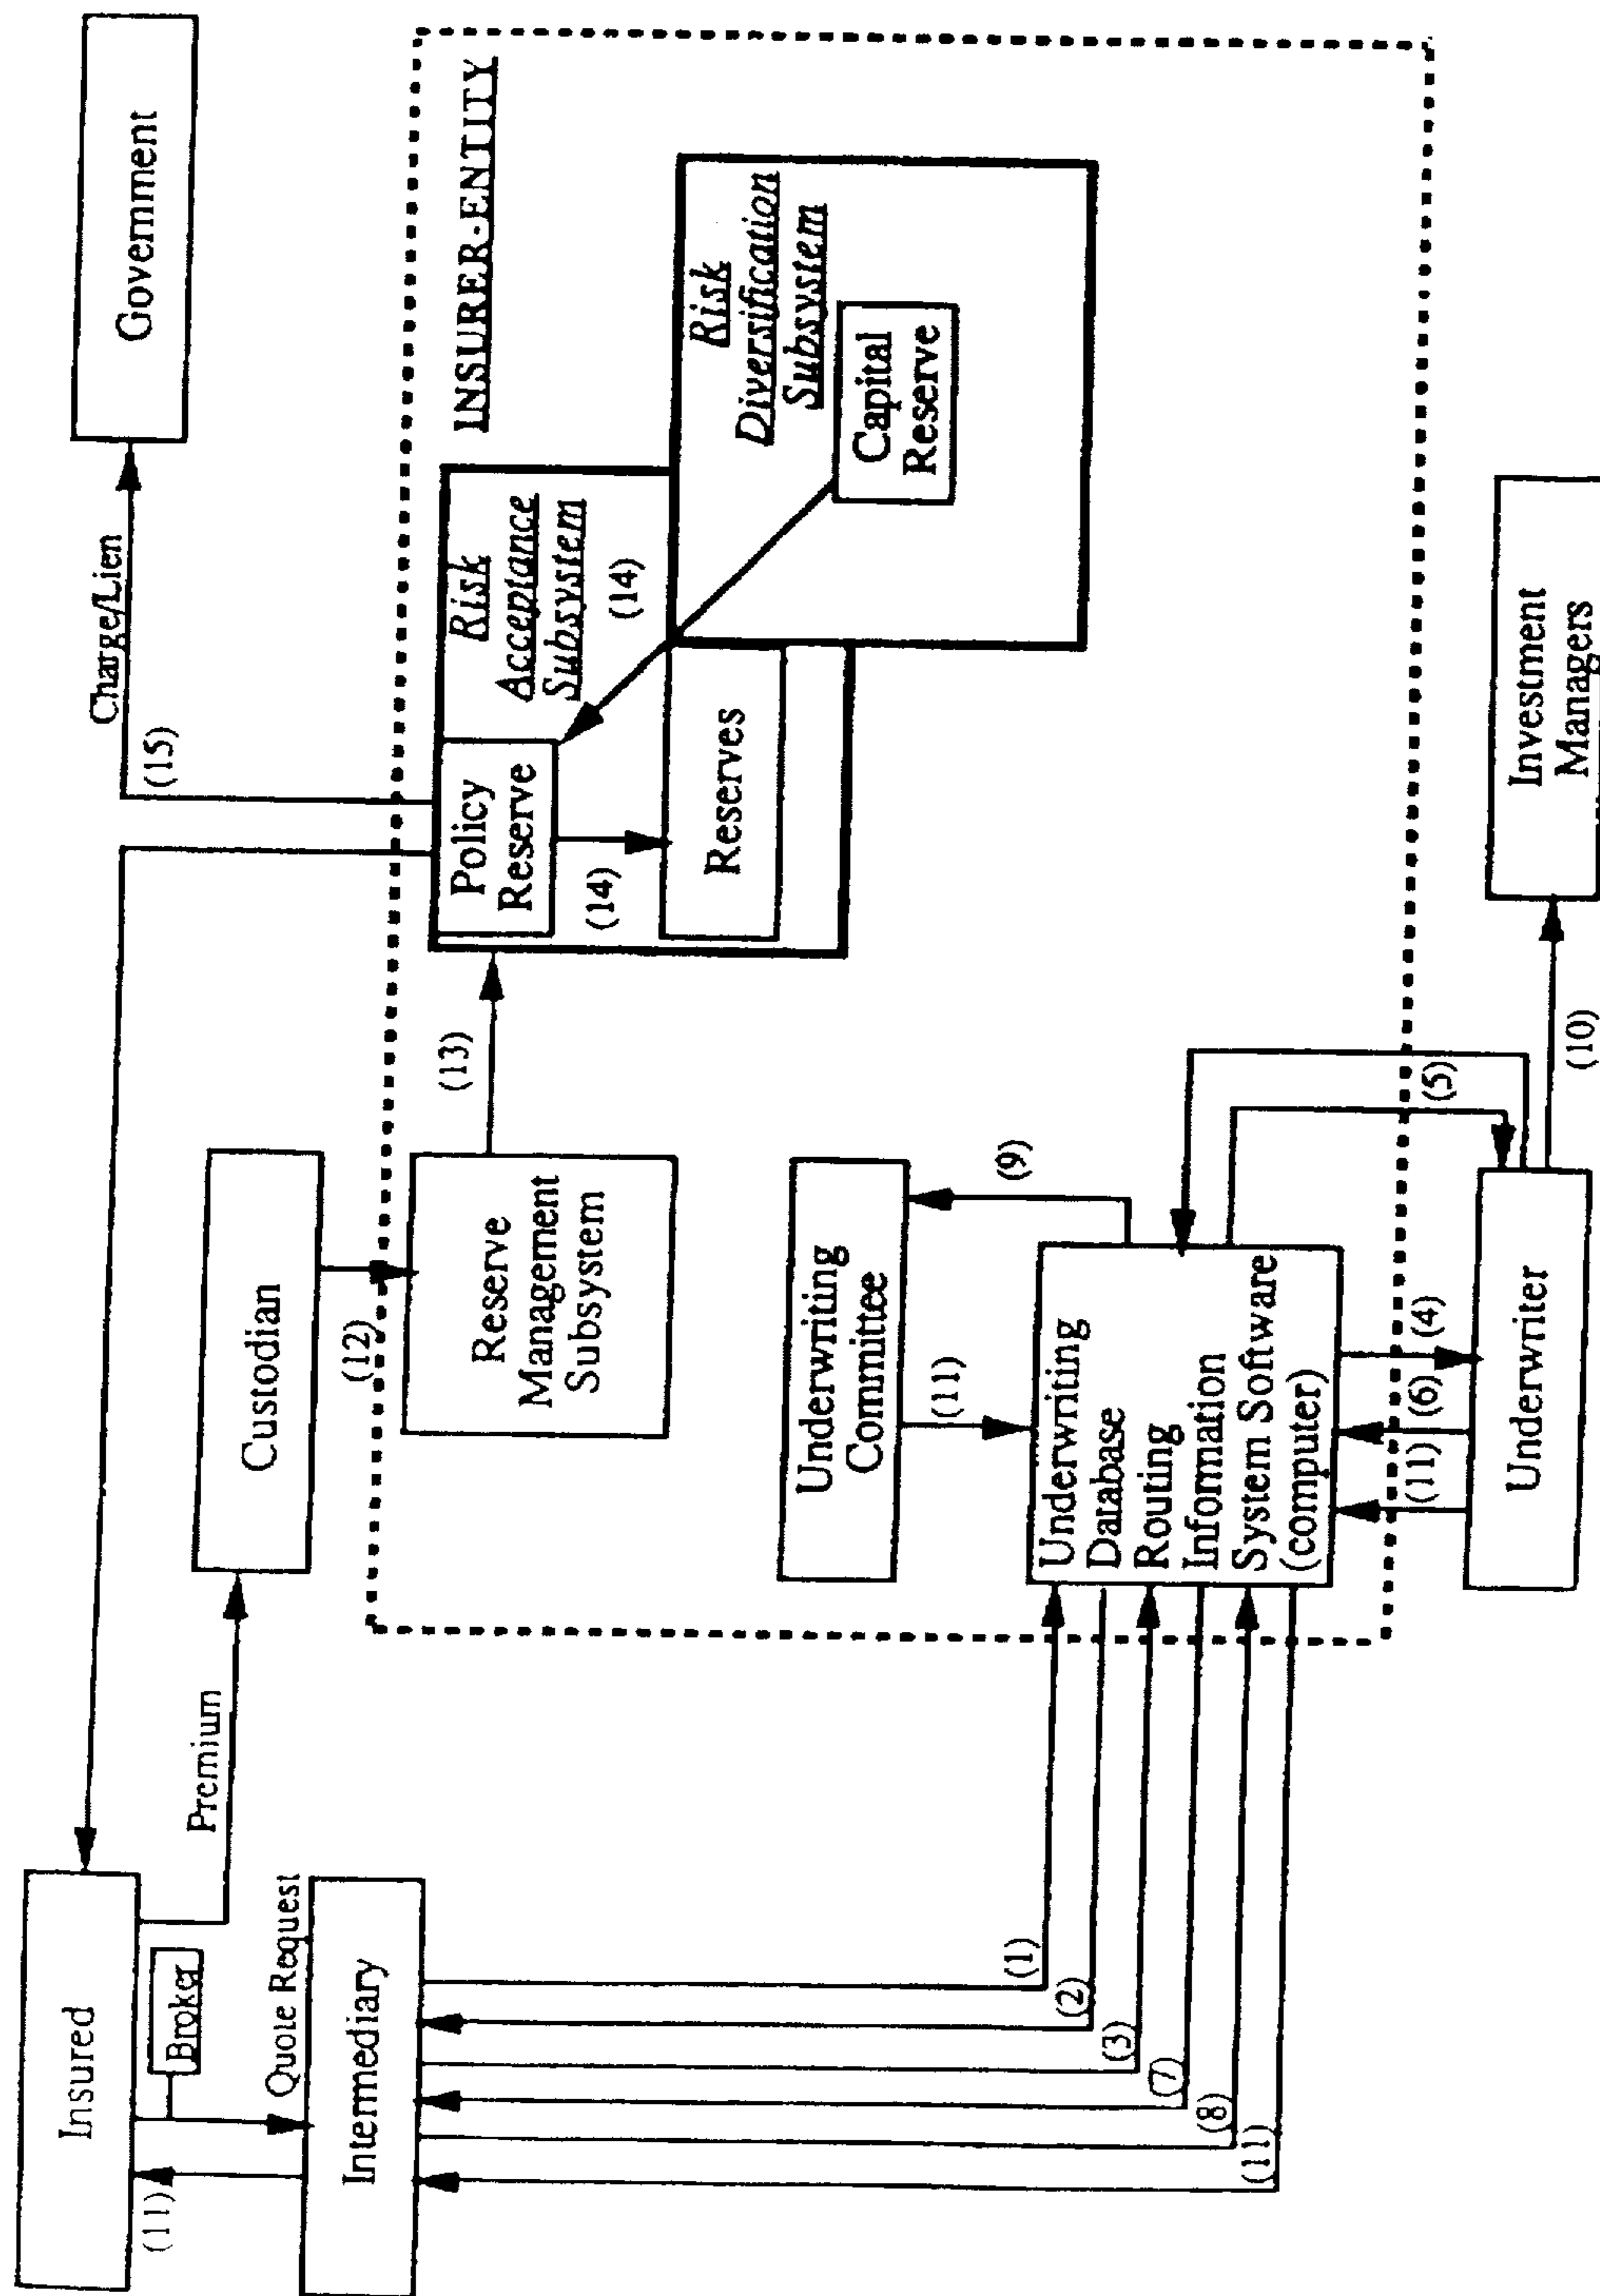 Insured
Government
Charge/Lien
(15)
(11)
Broker
Premium
Custodian
Quote Request
Intermediary
(12)
INSURER-ENTITY
Reserve
Management
Subsystem
(13)
Policy
Reserve
Risk
Acceptance
Subsystem
(14)
(14)
Reserves
Risk
Diversification
Subsystem
Capital
Reserve
Underwriting
Committee
(11)
(9)
Underwriting
Database
Routing
Information
System Software
(computer)
(1)
(2)
(3)
(7)
(8)
(11)
(11)
(6)
(4)
(5)
Underwriter
(10)
Investment
Managers